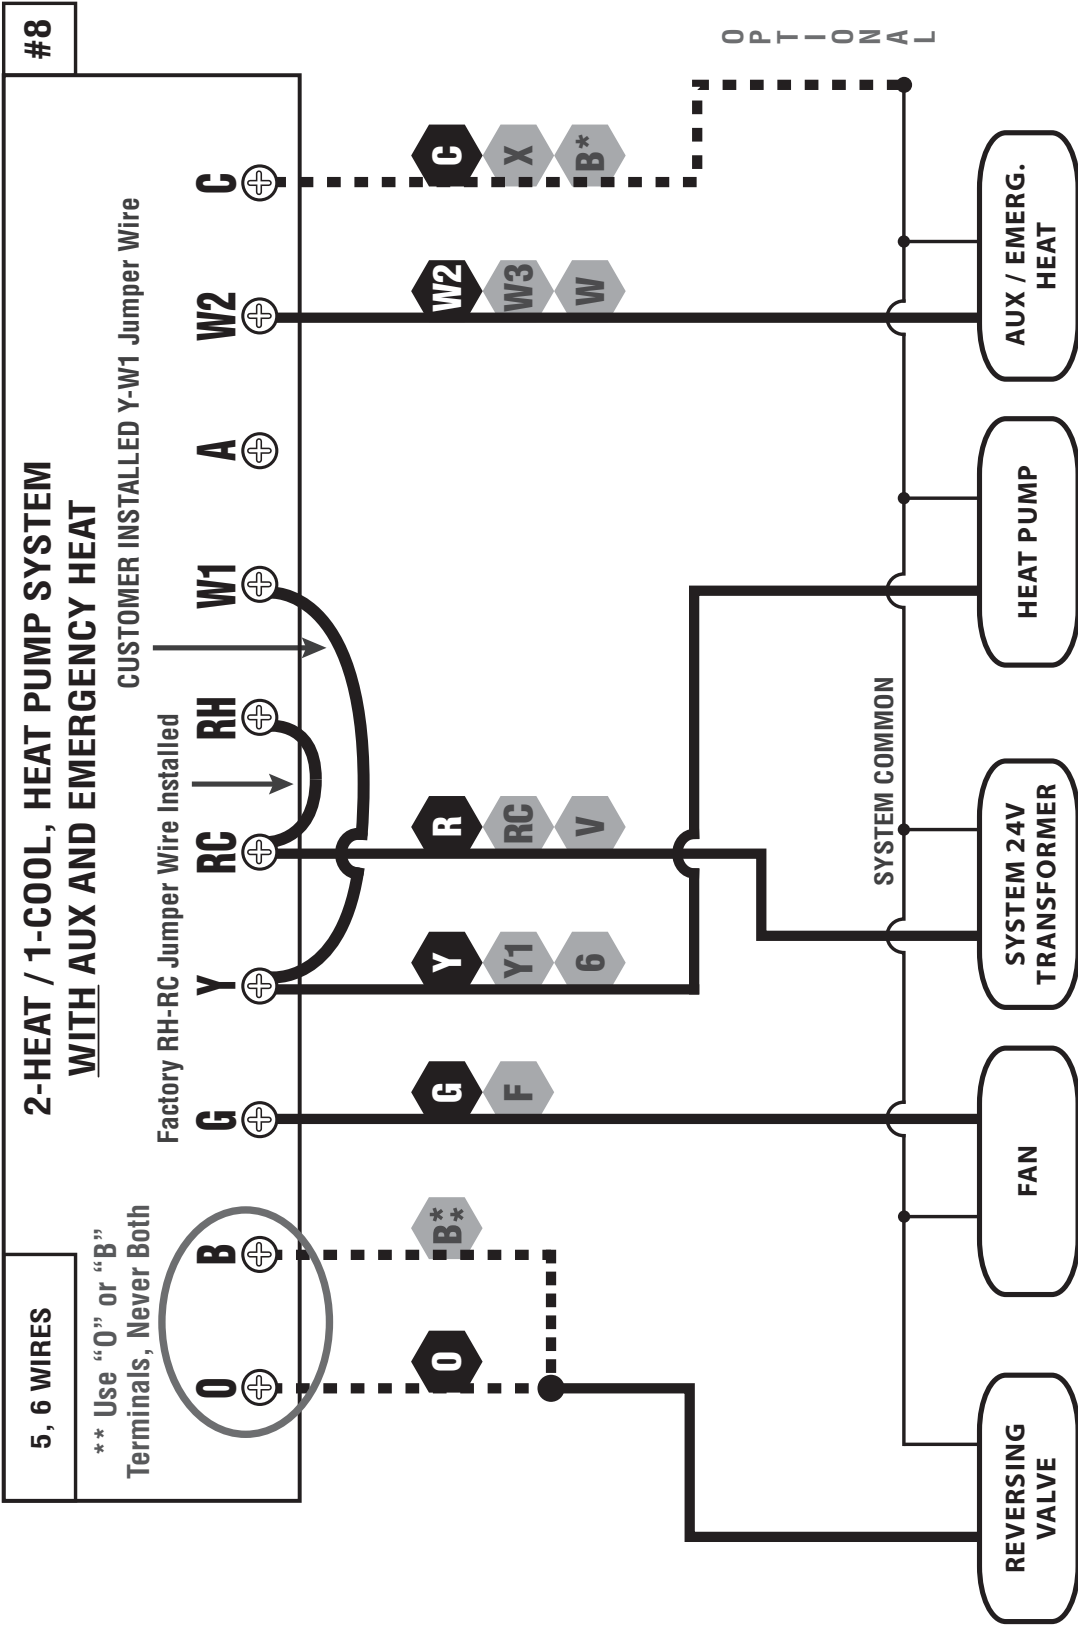 5, 6 WIRES
#8
2-HEAT / 1-COOL, HEAT PUMP SYSTEM
WITH AUX AND EMERGENCY HEAT
** Use “O” or “B”
Terminals, Never Both
Factory RH-RC Jumper Wire Installed
CUSTOMER INSTALLED Y-W1 Jumper Wire
O
B
G
Y
RC
RH
W1
A
W2
C
O
B**
G
F
Y
Y1
6
R
RC
V
W2
W3
W
C
X
B*
OPTIONAL
SYSTEM COMMON
REVERSING
VALVE
FAN
SYSTEM 24V
TRANSFORMER
HEAT PUMP
AUX / EMERG.
HEAT